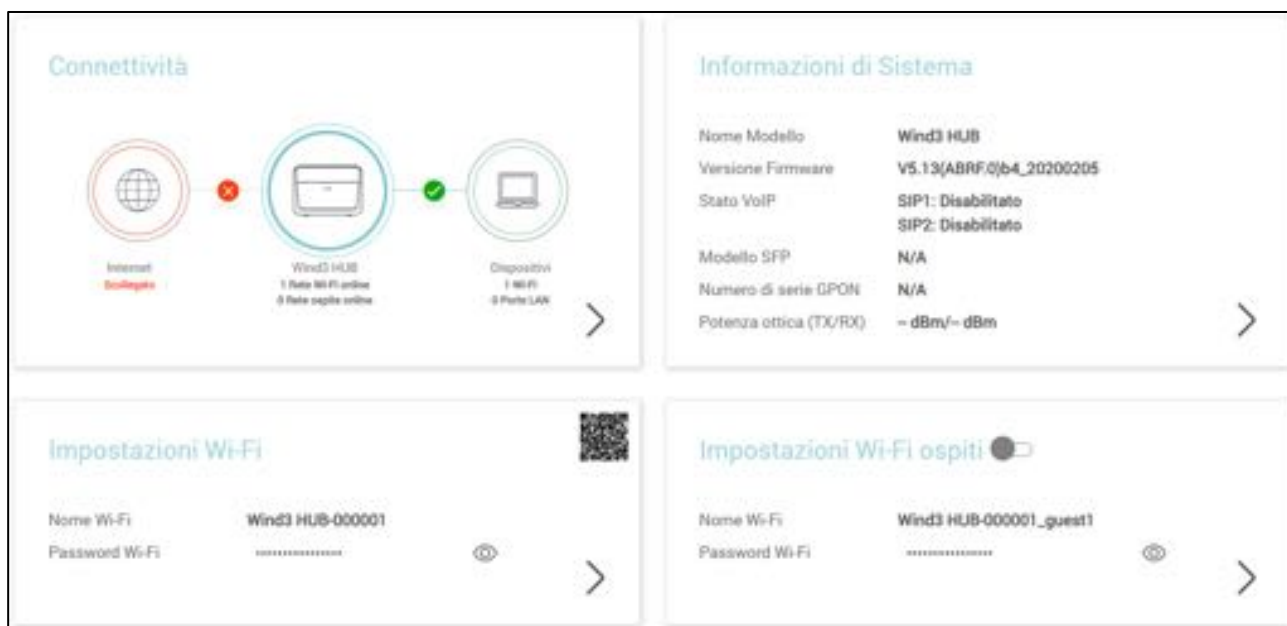 Connettività
Internet
Scollegato
Wind3 HUB
1 Rete Wi-Fi online
0 Rete ospite online
Dispositivi
1 Wi-Fi
0 Porte LAN
Informazioni di Sistema
Nome Modello Wind3 HUB
Versione Firmware V5.13(ABRF.0)b4_20200205
Stato VoIP SIP1: Disabilitato
SIP2: Disabilitato
Modello SFP N/A
Numero di serie GPON N/A
Potenza ottica (TX/RX) -- dBm/-- dBm
Impostazioni Wi-Fi
Nome Wi-Fi Wind3 HUB-000001
Password Wi-Fi ••••••••••••••••
Impostazioni Wi-Fi ospiti
Nome Wi-Fi Wind3 HUB-000001_guest1
Password Wi-Fi ••••••••••••••••